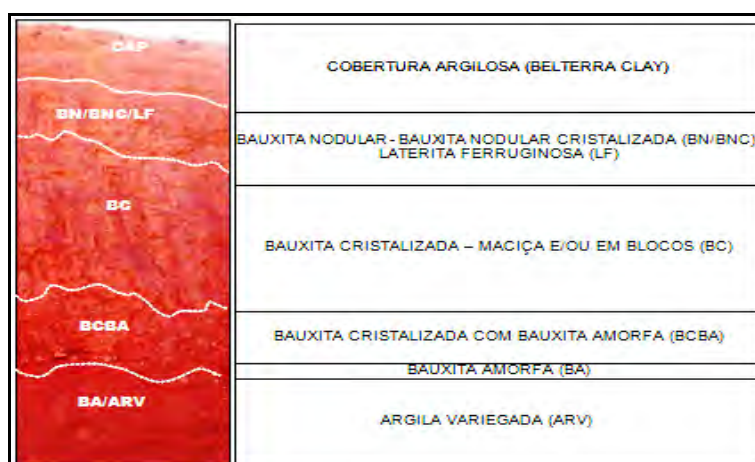 CAP
COBERTURA ARGILOSA (BELTERRA CLAY)
BN/BNC/LF
BAUXITA NODULAR - BAUXITA NODULAR CRISTALIZADA (BN/BNC)
LATERITA FERRUGINOSA (LF)
BC
BAUXITA CRISTALIZADA – MACIÇA E/OU EM BLOCOS (BC)
BCBA
BAUXITA CRISTALIZADA COM BAUXITA AMORFA (BCBA)
BAUXITA AMORFA (BA)
BA/ARV
ARGILA VARIEGADA (ARV)